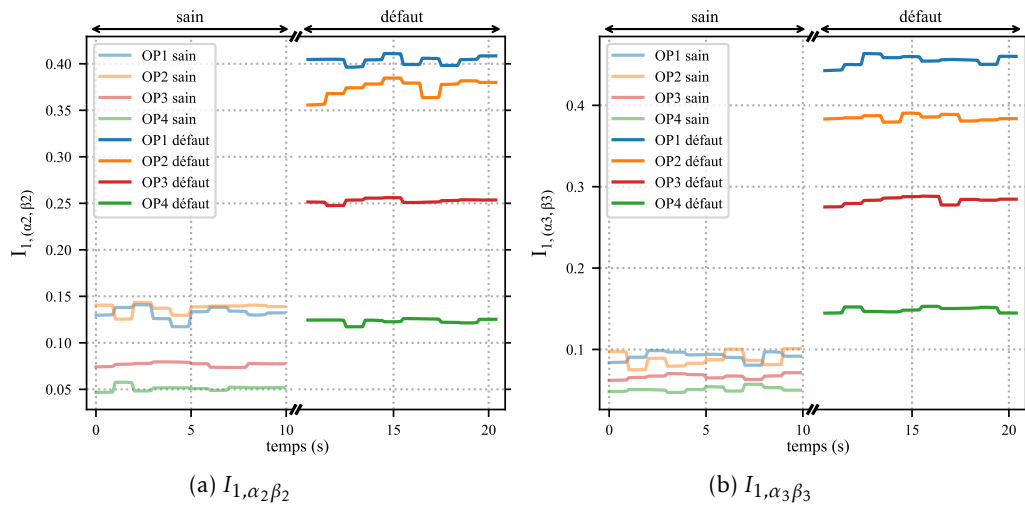 sain défaut
0.40
0.35
0.30
0.25
0.20
0.15
0.10
0.05
I1,(α2,β2)
OP1 sain
OP2 sain
OP3 sain
OP4 sain
OP1 défaut
OP2 défaut
OP3 défaut
OP4 défaut
0 5 10 15 20
temps (s)
(a) I1,α2β2
sain défaut
0.4
0.3
0.2
0.1
I1,(α3,β3)
OP1 sain
OP2 sain
OP3 sain
OP4 sain
OP1 défaut
OP2 défaut
OP3 défaut
OP4 défaut
0 5 10 15 20
temps (s)
(b) I1,α3β3